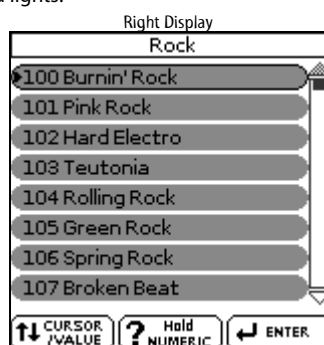 Right Display
Rock
100 Burnin' Rock
101 Pink Rock
102 Hard Electro
103 Teutonia
104 Rolling Rock
105 Green Rock
106 Spring Rock
107 Broken Beat
CURSOR /VALUE ? Hold NUMERIC ENTER